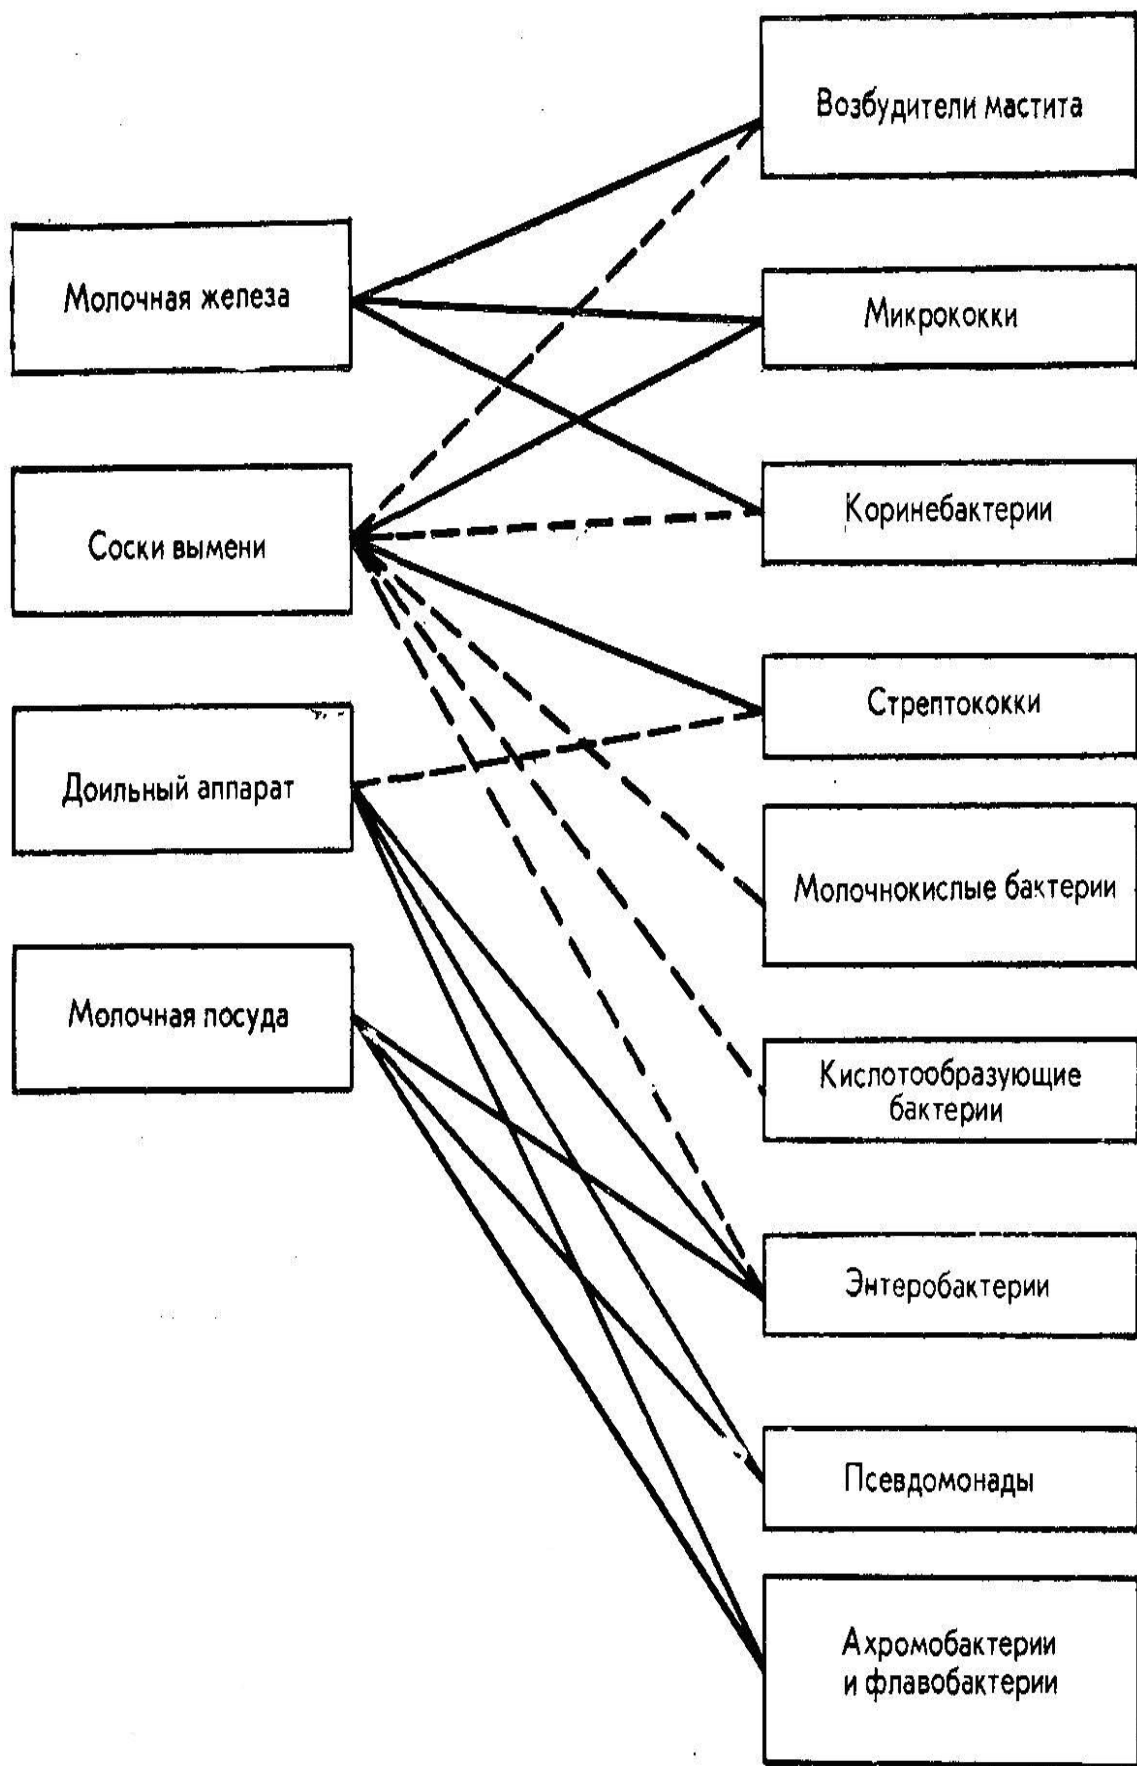 Молочная железа
Соски вымени
Доильный аппарат
Молочная посуда
Возбудители мастита
Микрококки
Коринебактерии
Стрептококки
Молочнокислые бактерии
Кислотообразующие
бактерии
Энтеробактерии
Псевдомонады
Ахромобактерии
и флавобактерии